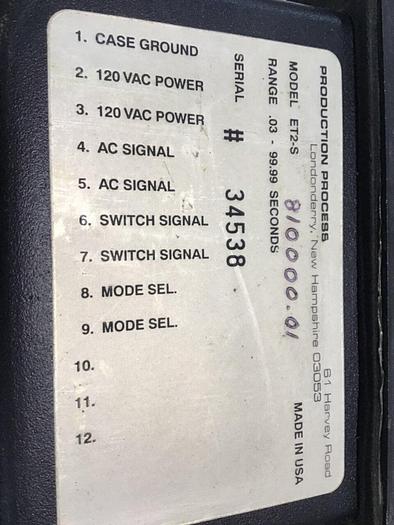 PRODUCTION PROCESS
Londonderry, New Hampshire 03053
61 Harvey Road
MODEL ET2-S 810000.01
RANGE .03 - 99.99 SECONDS
MADE IN USA
SERIAL # 34538
1. CASE GROUND
2. 120 VAC POWER
3. 120 VAC POWER
4. AC SIGNAL
5. AC SIGNAL
6. SWITCH SIGNAL
7. SWITCH SIGNAL
8. MODE SEL.
9. MODE SEL.
10.
11.
12.